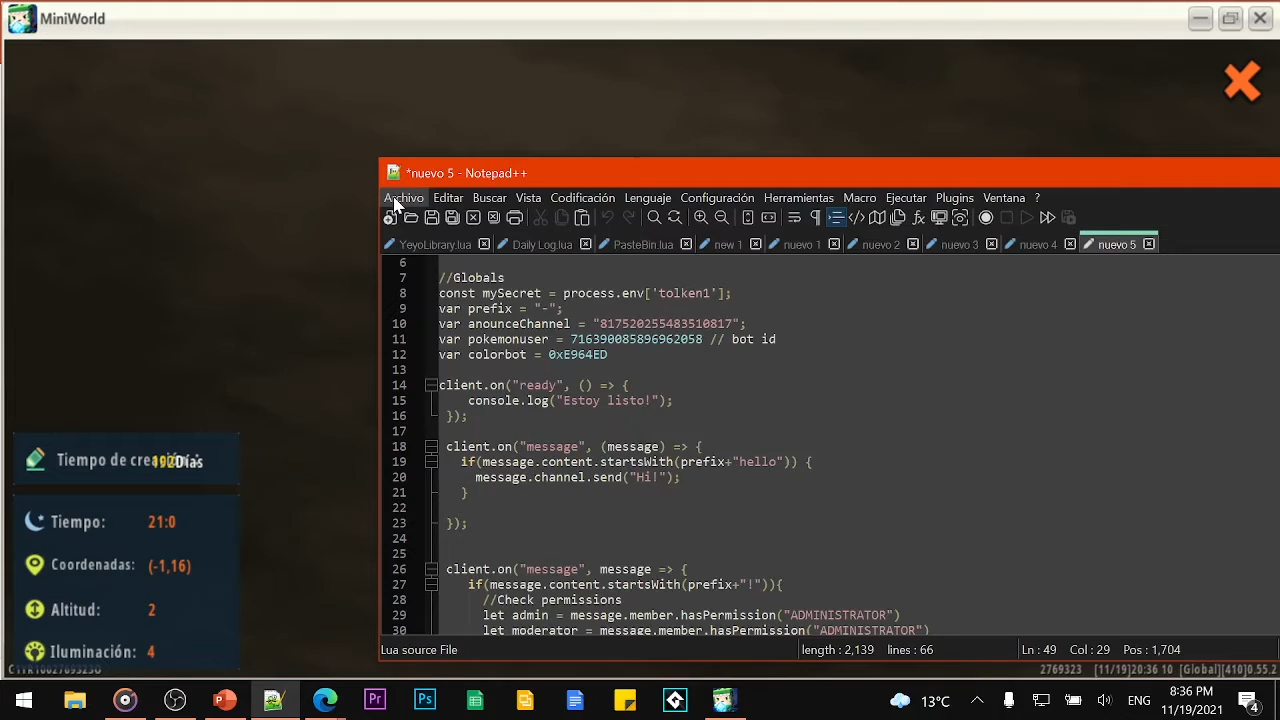 MiniWorld
*nuevo 5 - Notepad++
Archivo Editar Buscar Vista Codificación Lenguaje Configuración Herramientas Macro Ejecutar Plugins Ventana ?
YeyoLibrary.lua Daily Log.lua PasteBin.lua new 1 nuevo 1 nuevo 2 nuevo 3 nuevo 4 nuevo 5
6
7 //Globals
8 const mySecret = process.env['tolken1'];
9 var prefix = "-";
10 var anounceChannel = "817520255483510817";
11 var pokemonuser = 716390085896962058 // bot id
12 var colorbot = 0xE964ED
13
14 client.on("ready", () => {
15 console.log("Estoy listo!");
16 });
17
18 client.on("message", (message) => {
19 if(message.content.startsWith(prefix+"hello")) {
20 message.channel.send("Hi!");
21 }
22
23 });
24
25
26 client.on("message", message => {
27 if(message.content.startsWith(prefix+"!")){
28 //Check permissions
29 let admin = message.member.hasPermission("ADMINISTRATOR")
30 let moderator = message.member.hasPermission("ADMINISTRATOR")
Lua source File length : 2,139 lines : 66 Ln : 49 Col : 29 Pos : 1,704
Tiempo de creación: Días
Tiempo: 21:0
Coordenadas: (-1,16)
Altitud: 2
Iluminación: 4
2769323 [11/19]20:36 10 [Global][410]0.55.2
Pr Ps 13°C ENG 8:36 PM
11/19/2021 4